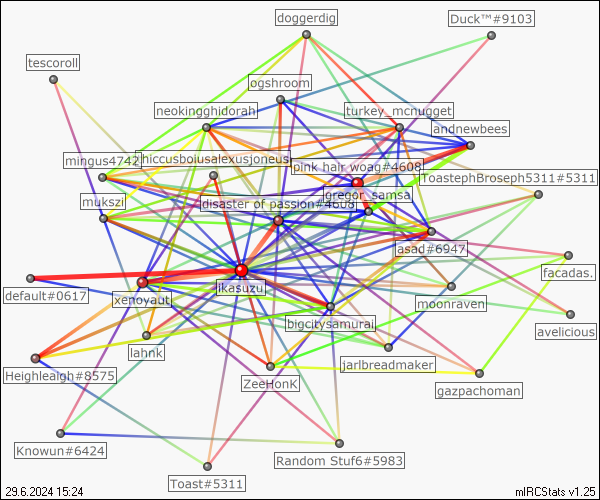 doggerdig
Duck™#9103
tescoroll
ogshroom
neokingghidorah
turkey_mcnugget
andnewbees
mingus4742
hiccusboiusalexusjoneus
pink hair woag#4608
ToastephBroseph5311#5311
gregor_samsa
mukszi
disaster of passion#4608
asad#6947
facadas.
default#0617
xenoyaut
ikasuzu
moonraven
bigcitysamurai
avelicious
lahnk
jarlbreadmaker
Heighleaigh#8575
ZeeHonK
gazpachoman
Knowun#6424
Random Stuf6#5983
Toast#5311
29.6.2024 15:24
mIRCStats v1.25